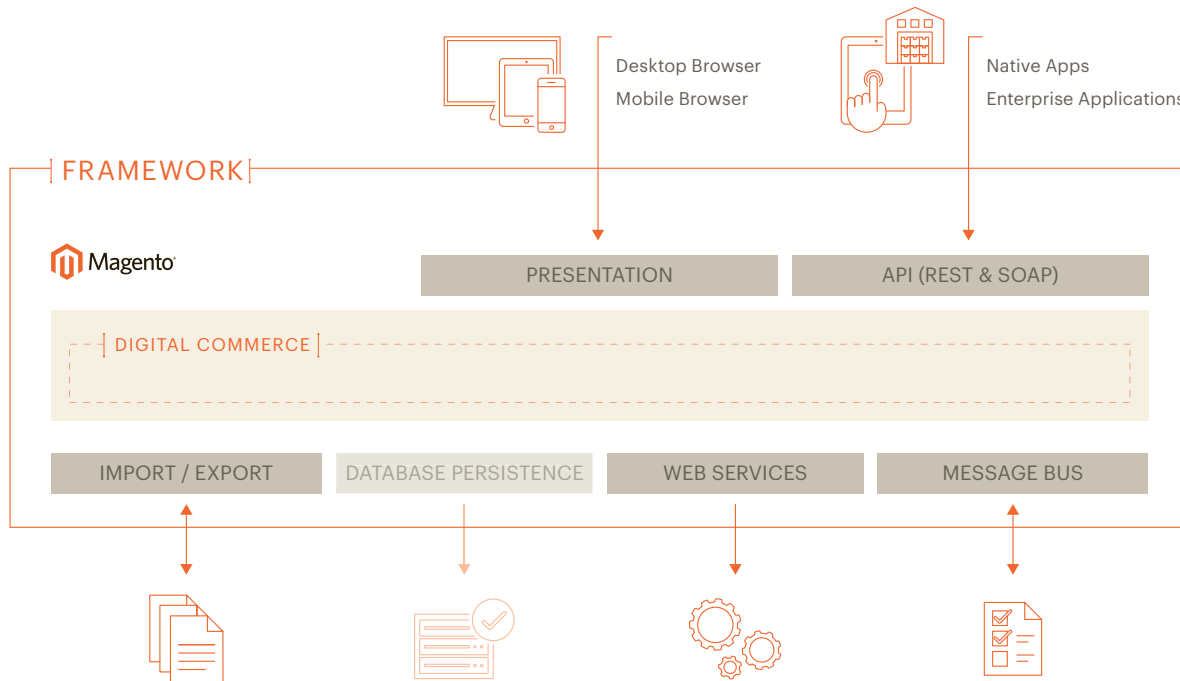 Desktop Browser
Mobile Browser
Native Apps
Enterprise Applications
FRAMEWORK
Magento
PRESENTATION
API (REST & SOAP)
DIGITAL COMMERCE
IMPORT / EXPORT
DATABASE PERSISTENCE
WEB SERVICES
MESSAGE BUS